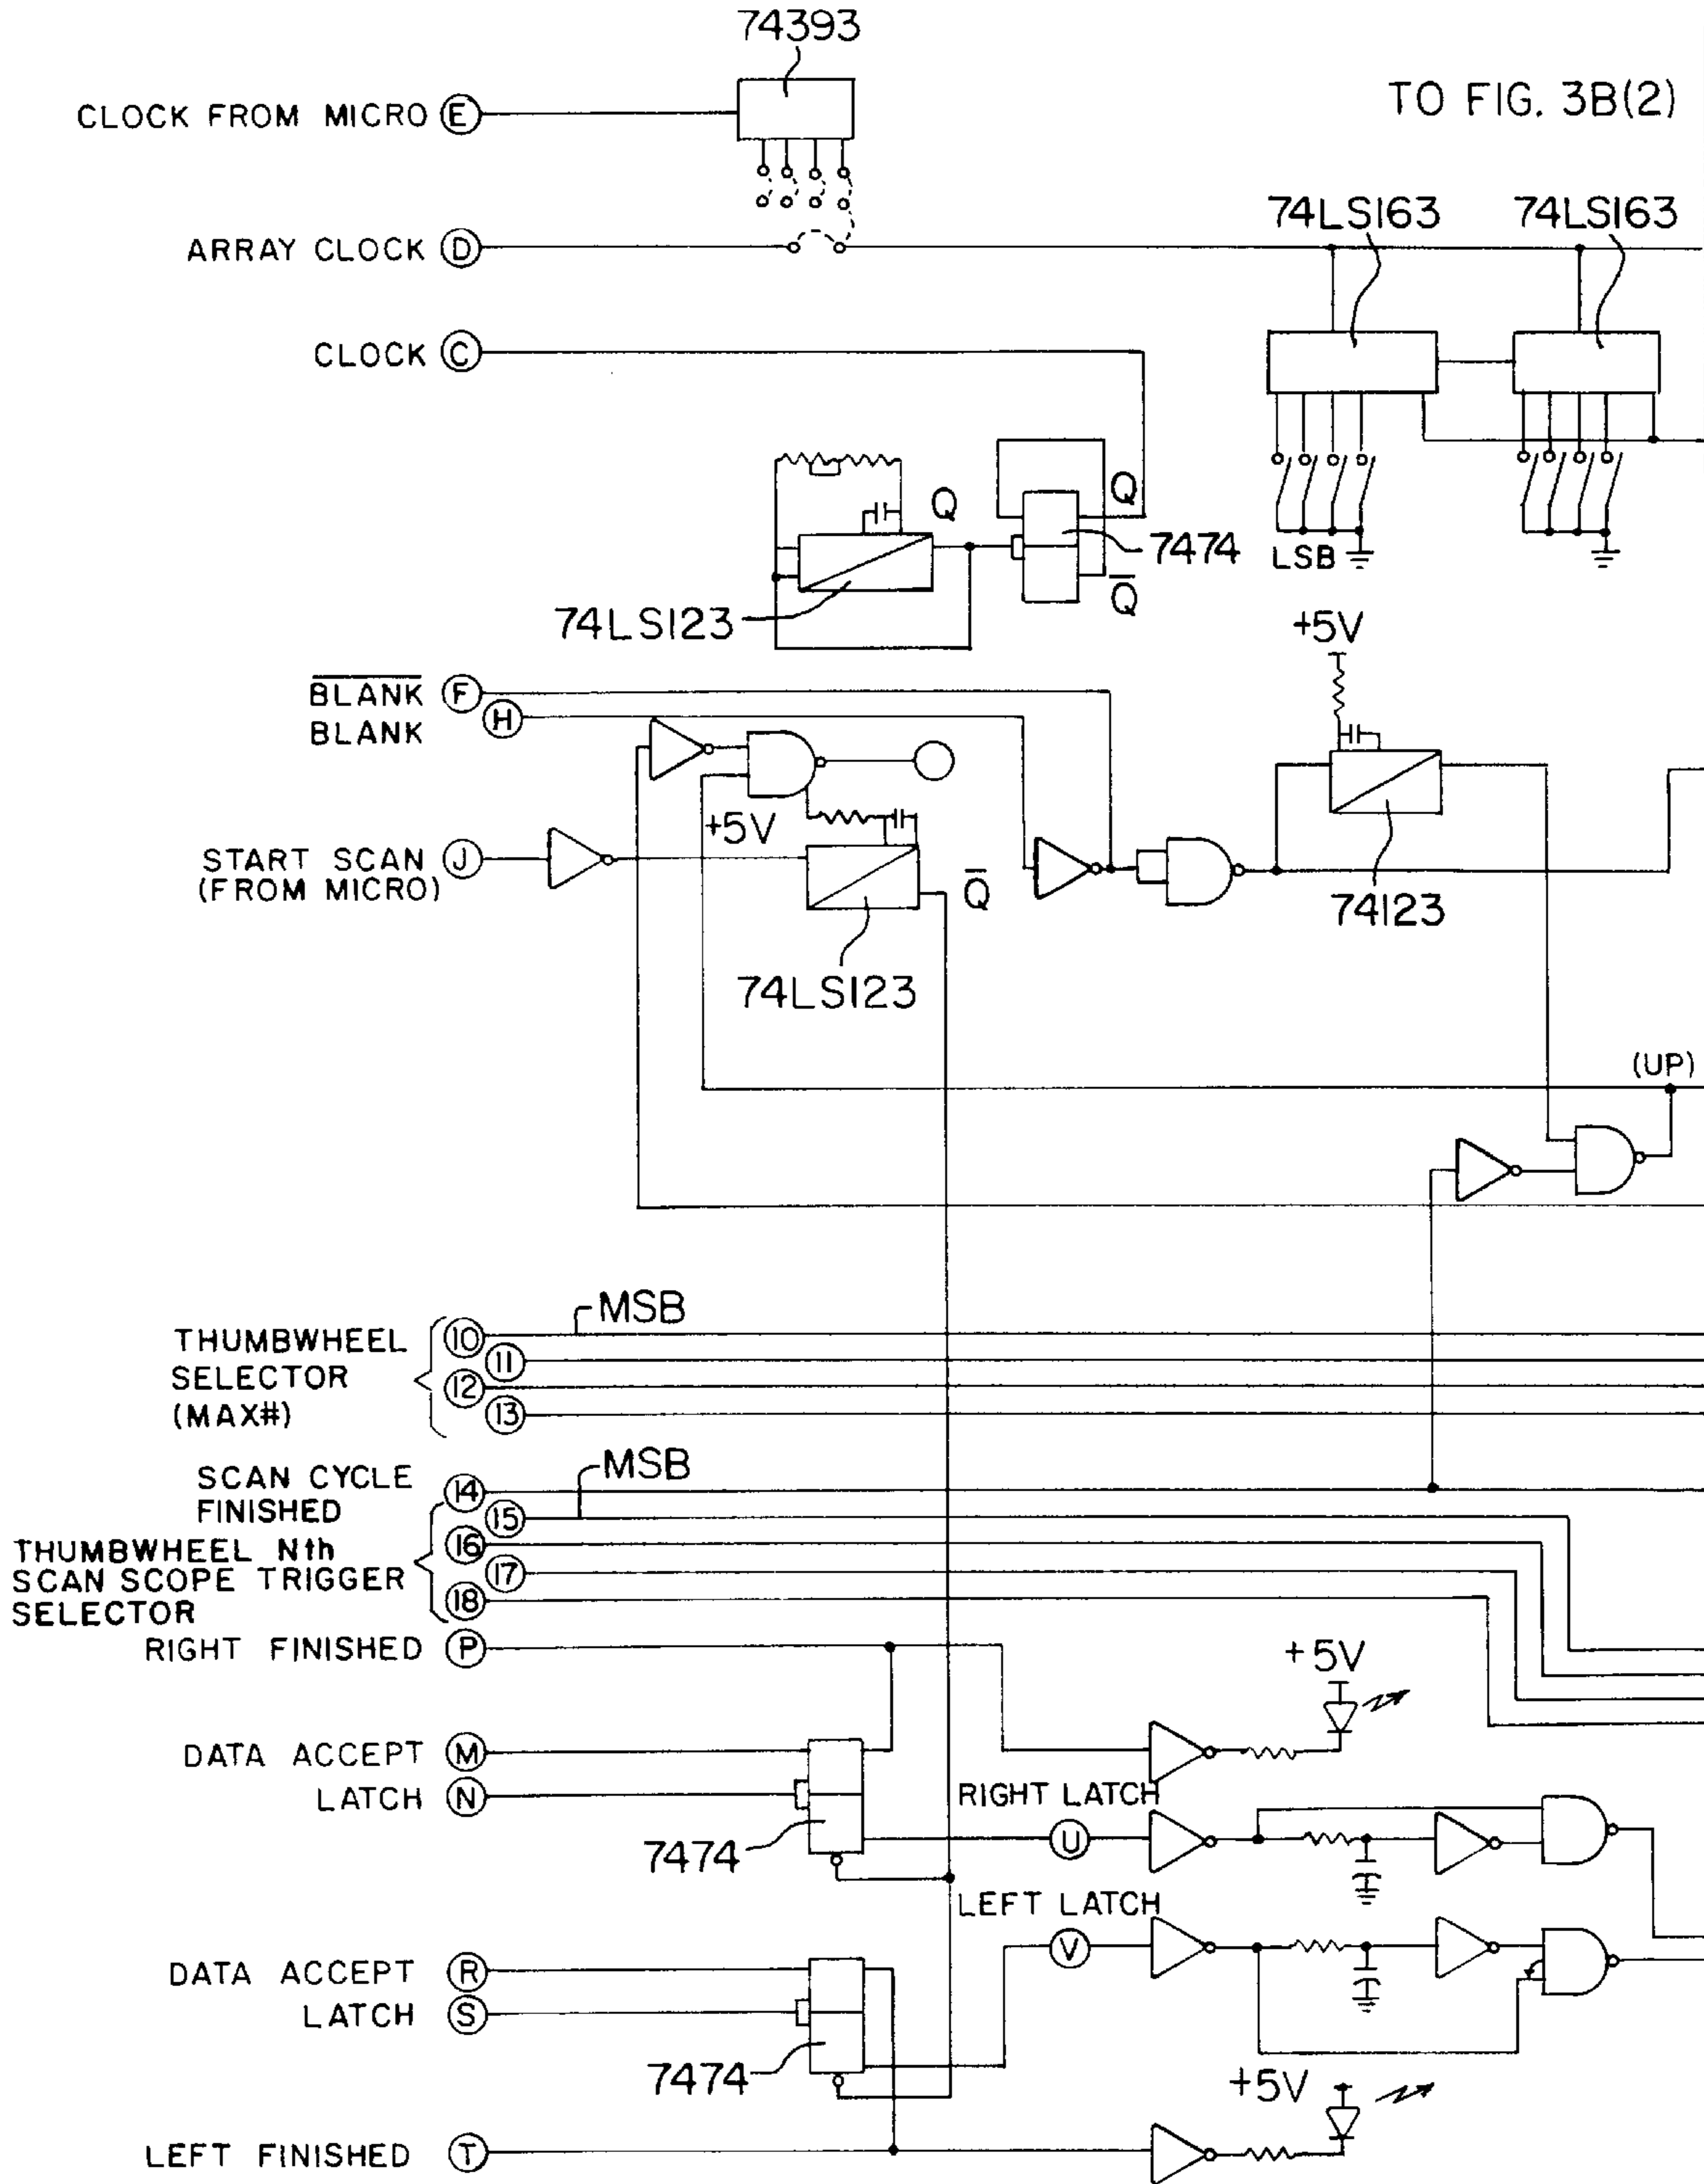 74393
CLOCK FROM MICRO E
TO FIG. 3B(2)
74LS163
74LS163
ARRAY CLOCK D
CLOCK C
Q
Q
7474
LSB
Q̅
74LS123
+5V
B̅L̅A̅N̅K̅ F
BLANK H
+5V
START SCAN J
(FROM MICRO)
Q̅
74123
74LS123
(UP)
MSB
THUMBWHEEL
SELECTOR
(MAX#)
10
11
12
13
MSB
SCAN CYCLE
FINISHED
14
15
THUMBWHEEL Nth
SCAN SCOPE TRIGGER
SELECTOR
16
17
18
RIGHT FINISHED P
+5V
DATA ACCEPT M
LATCH N
RIGHT LATCH
U
7474
LEFT LATCH
V
DATA ACCEPT R
LATCH S
7474
+5V
LEFT FINISHED T